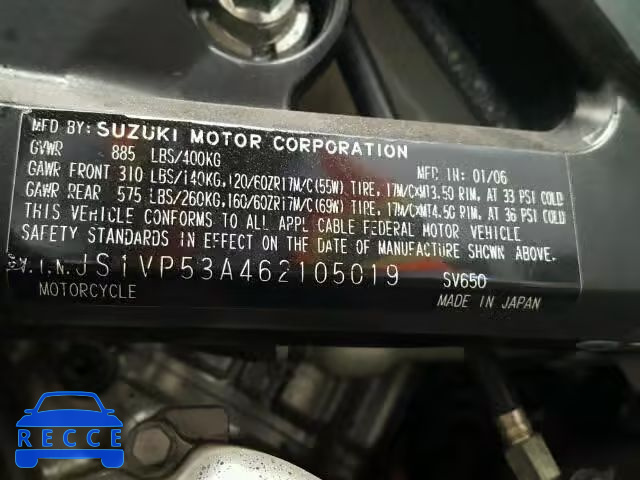 MFD BY: SUZUKI MOTOR CORPORATION
GVWR 885 LBS/400KG MFD IN: 01/06
GAWR FRONT 310 LBS/140KG,120/60ZR17M/C(55W) TIRE, 17M/CXMT3.50 RIM, AT 33 PSI COLD
GAWR REAR 575 LBS/260KG,160/60ZR17M/C(69W) TIRE, 17M/CXMT4.50 RIM, AT 36 PSI COLD
THIS VEHICLE CONFORMS TO ALL APPL CABLE FEDERAL MOTOR VEHICLE
SAFETY STANDARDS IN EFFECT ON THE DATE OF MANUFACTURE SHOWN ABOVE.
V.I.N. JS1VP53A462105019 SV650
MOTORCYCLE MADE IN JAPAN
RECCE